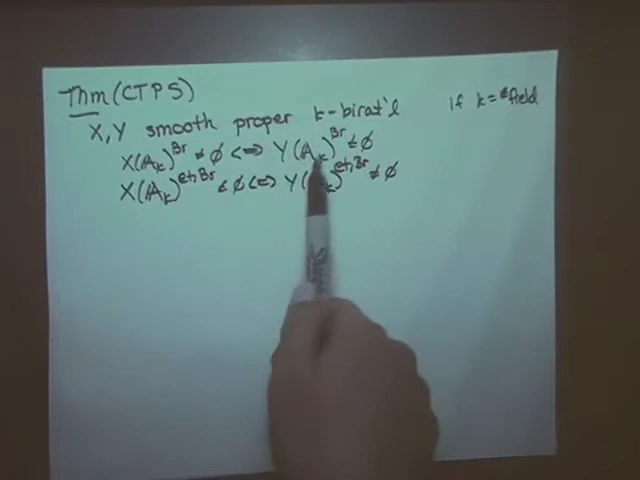 Thm (CTPS)
X, Y smooth proper k-birat'l if k = #field
X(𝔸_k)^Br ≠ ∅ <=> Y(𝔸_k)^Br ≠ ∅
X(𝔸_k)^et,Br ≠ ∅ <=> Y( k)^et,Br ≠ ∅